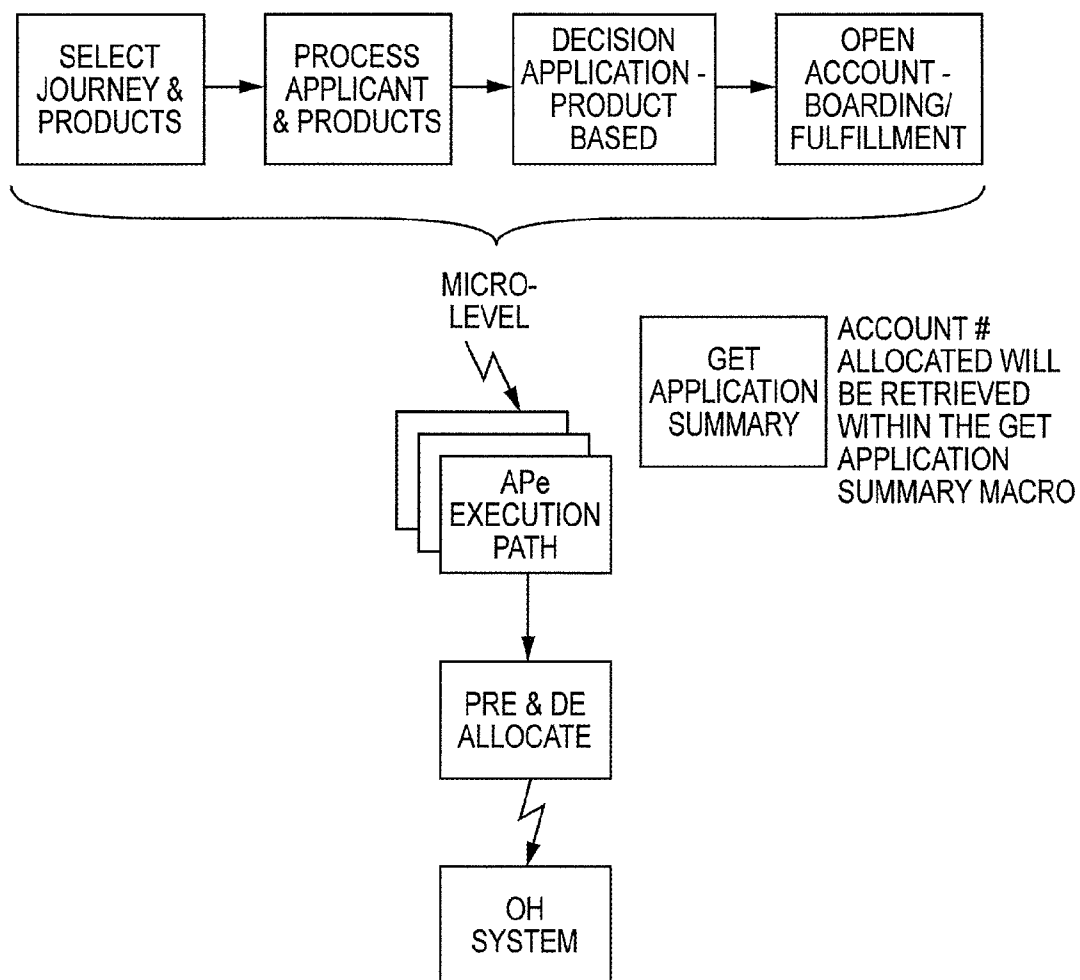 SELECT
JOURNEY &
PRODUCTS
PROCESS
APPLICANT
& PRODUCTS
DECISION
APPLICATION -
PRODUCT
BASED
OPEN
ACCOUNT -
BOARDING/
FULFILLMENT
MICRO-
LEVEL
GET
APPLICATION
SUMMARY
ACCOUNT #
ALLOCATED WILL
BE RETRIEVED
WITHIN THE GET
APPLICATION
SUMMARY MACRO
APe
EXECUTION
PATH
PRE & DE
ALLOCATE
OH
SYSTEM